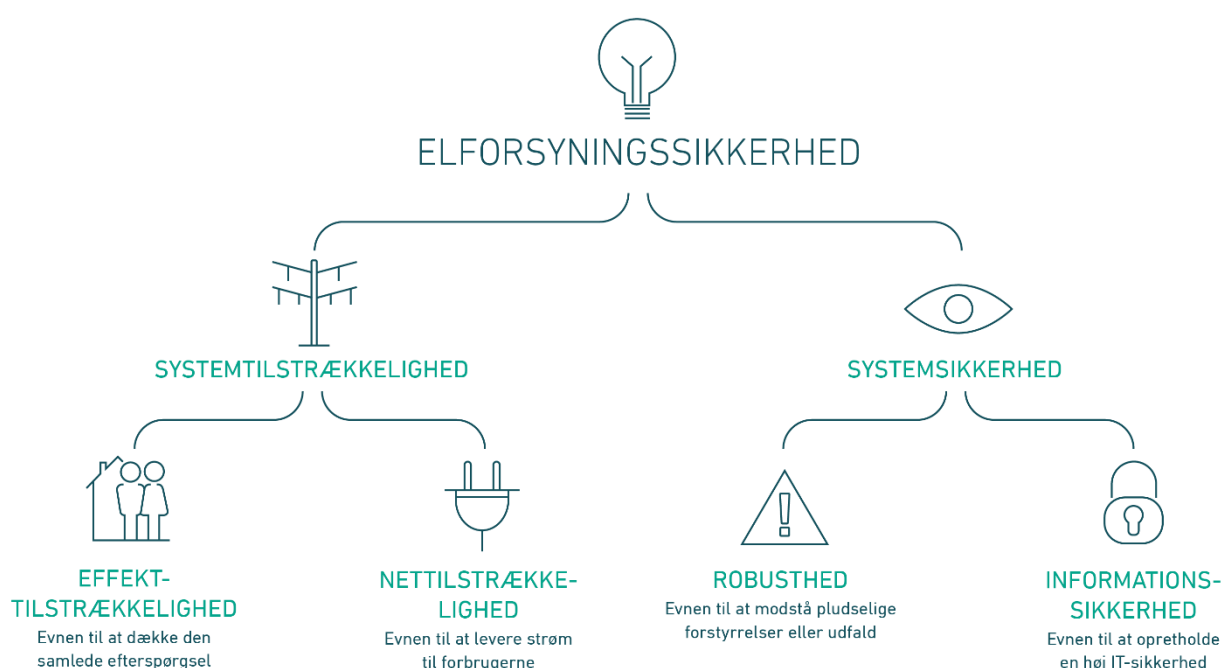 ELFORSYNINGSSIKKERHED
SYSTEMTILSTRÆKKELIGHED
SYSTEMSIKKERHED
EFFEKT-
TILSTRÆKKELIGHED
Evnen til at dække den
samlede efterspørgsel
NETTILSTRÆKKE-
LIGHED
Evnen til at levere strøm
til forbrugerne
ROBUSTHED
Evnen til at modstå pludselige
forstyrrelser eller udfald
INFORMATIONS-
SIKKERHED
Evnen til at opretholde
en høj IT-sikkerhed